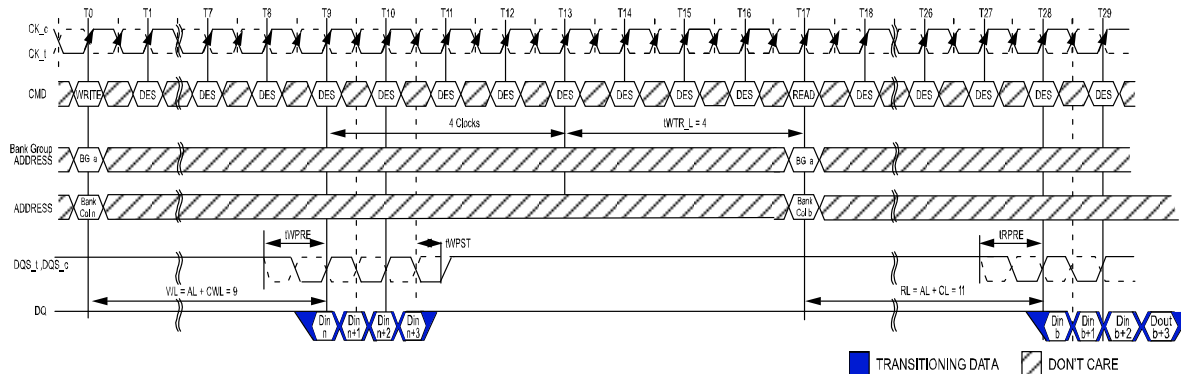 T0 T1 T7 T8 T9 T10 T11 T12 T13 T14 T15 T16 T17 T18 T26 T27 T28 T29
CK_c
CK_t
CMD WRITE DES DES DES DES DES DES DES DES DES DES DES READ DES DES DES DES DES
4 Clocks tWTR_L = 4
Bank Group
ADDRESS BG a BG a
ADDRESS Bank Col n Bank Col b
tWPRE tWPST tRPRE
DQS_t ,DQS_c
WL = AL + CWL = 9 RL = AL + CL = 11
DQ
Din n Din n+1 Din n+2 Din n+3 Din b Din b+1 Din b+2 Dout b+3
TRANSITIONING DATA DON'T CARE